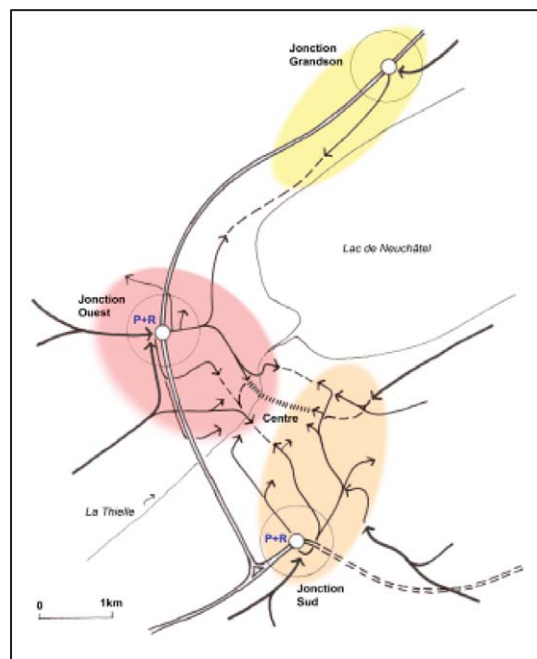 Jonction
Grandson
Lac de Neuchâtel
Jonction
Ouest
P+R
Centre
La Thielle
P+R
Jonction
Sud
0 1km